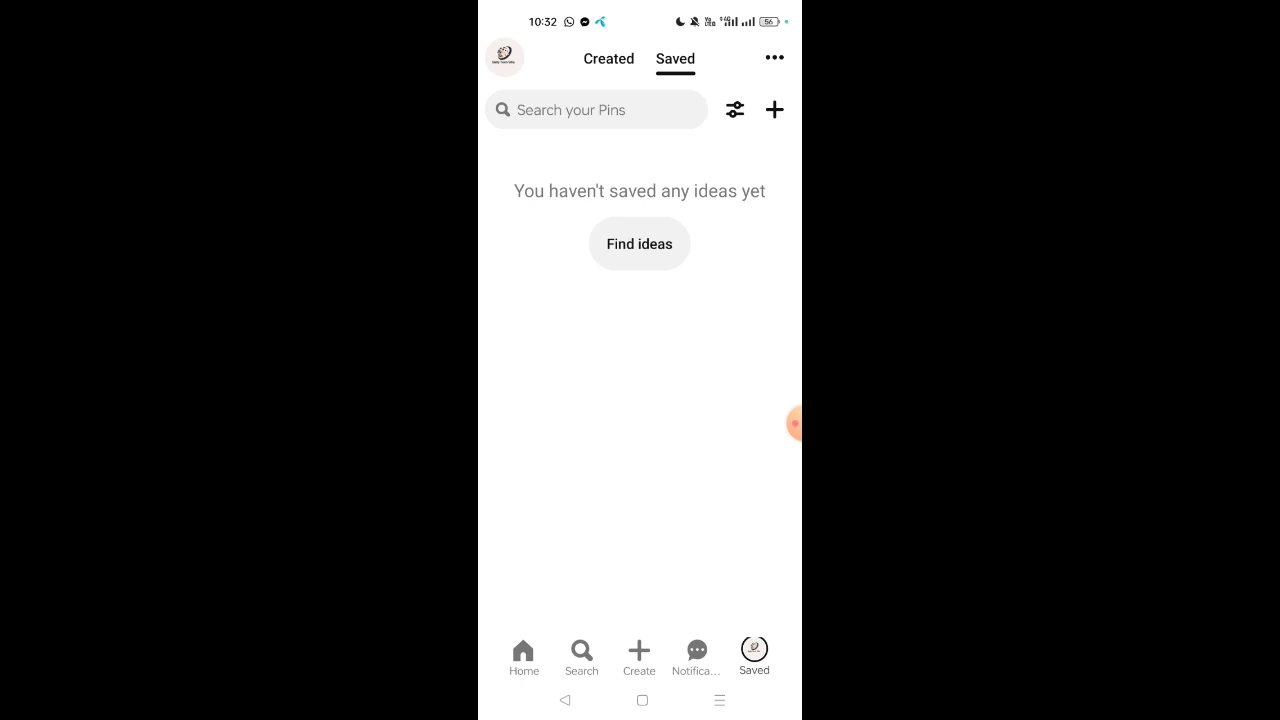 10:32
56
Created
Saved
Search your Pins
You haven't saved any ideas yet
Find ideas
Home
Search
Create
Notifica...
Saved